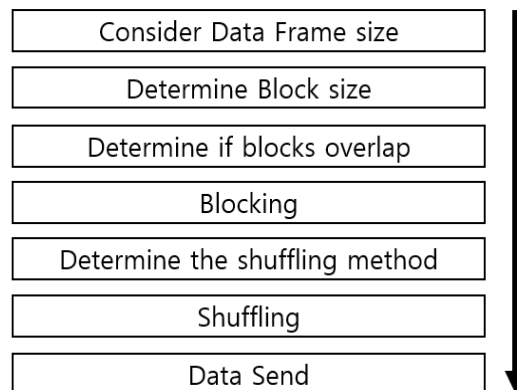 Consider Data Frame size
Determine Block size
Determine if blocks overlap
Blocking
Determine the shuffling method
Shuffling
Data Send